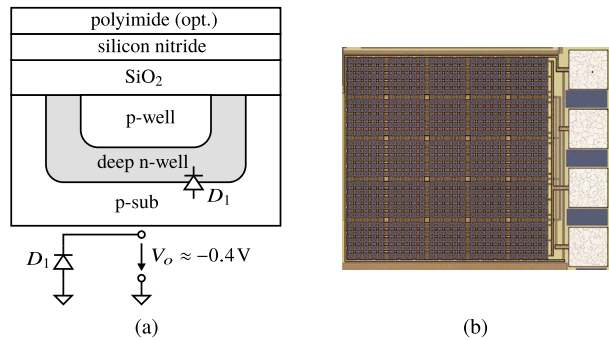 polyimide (opt.)
silicon nitride
SiO₂
p-well
deep n-well
D₁
p-sub
D₁
Vₒ ≈ −0.4 V
(a)
(b)